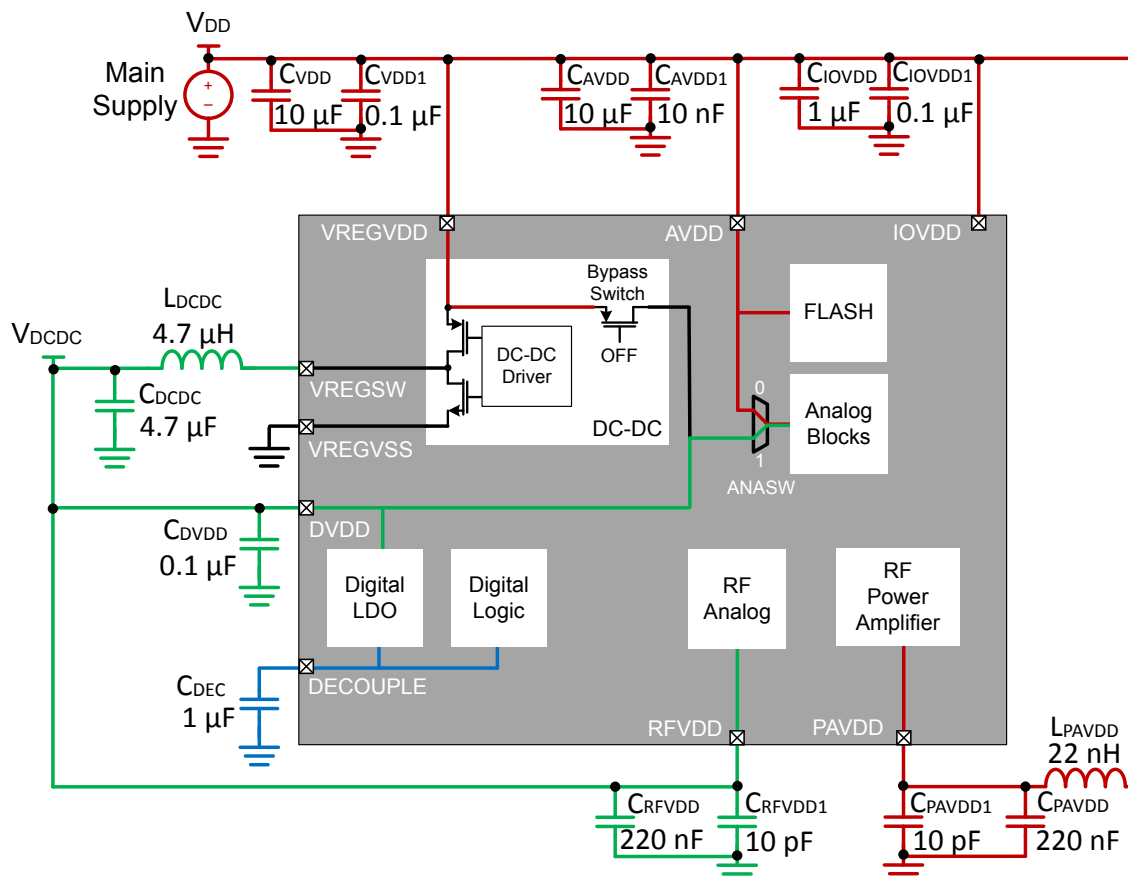 VDD
Main
Supply
+
–
CVDD
10 µF
CVDD1
0.1 µF
CAVDD
10 µF
CAVDD1
10 nF
CIOVDD
1 µF
CIOVDD1
0.1 µF
VREGVDD
AVDD
IOVDD
Bypass
Switch
OFF
DC-DC
Driver
DC-DC
FLASH
0
Analog
Blocks
1
ANASW
LDCDC
4.7 µH
VDCDC
CDCDC
4.7 µF
VREGSW
VREGVSS
DVDD
CDVDD
0.1 µF
Digital
LDO
Digital
Logic
RF
Analog
RF
Power
Amplifier
DECOUPLE
CDEC
1 µF
RFVDD
PAVDD
LPAVDD
22 nH
CRFVDD
220 nF
CRFVDD1
10 pF
CPAVDD1
10 pF
CPAVDD
220 nF